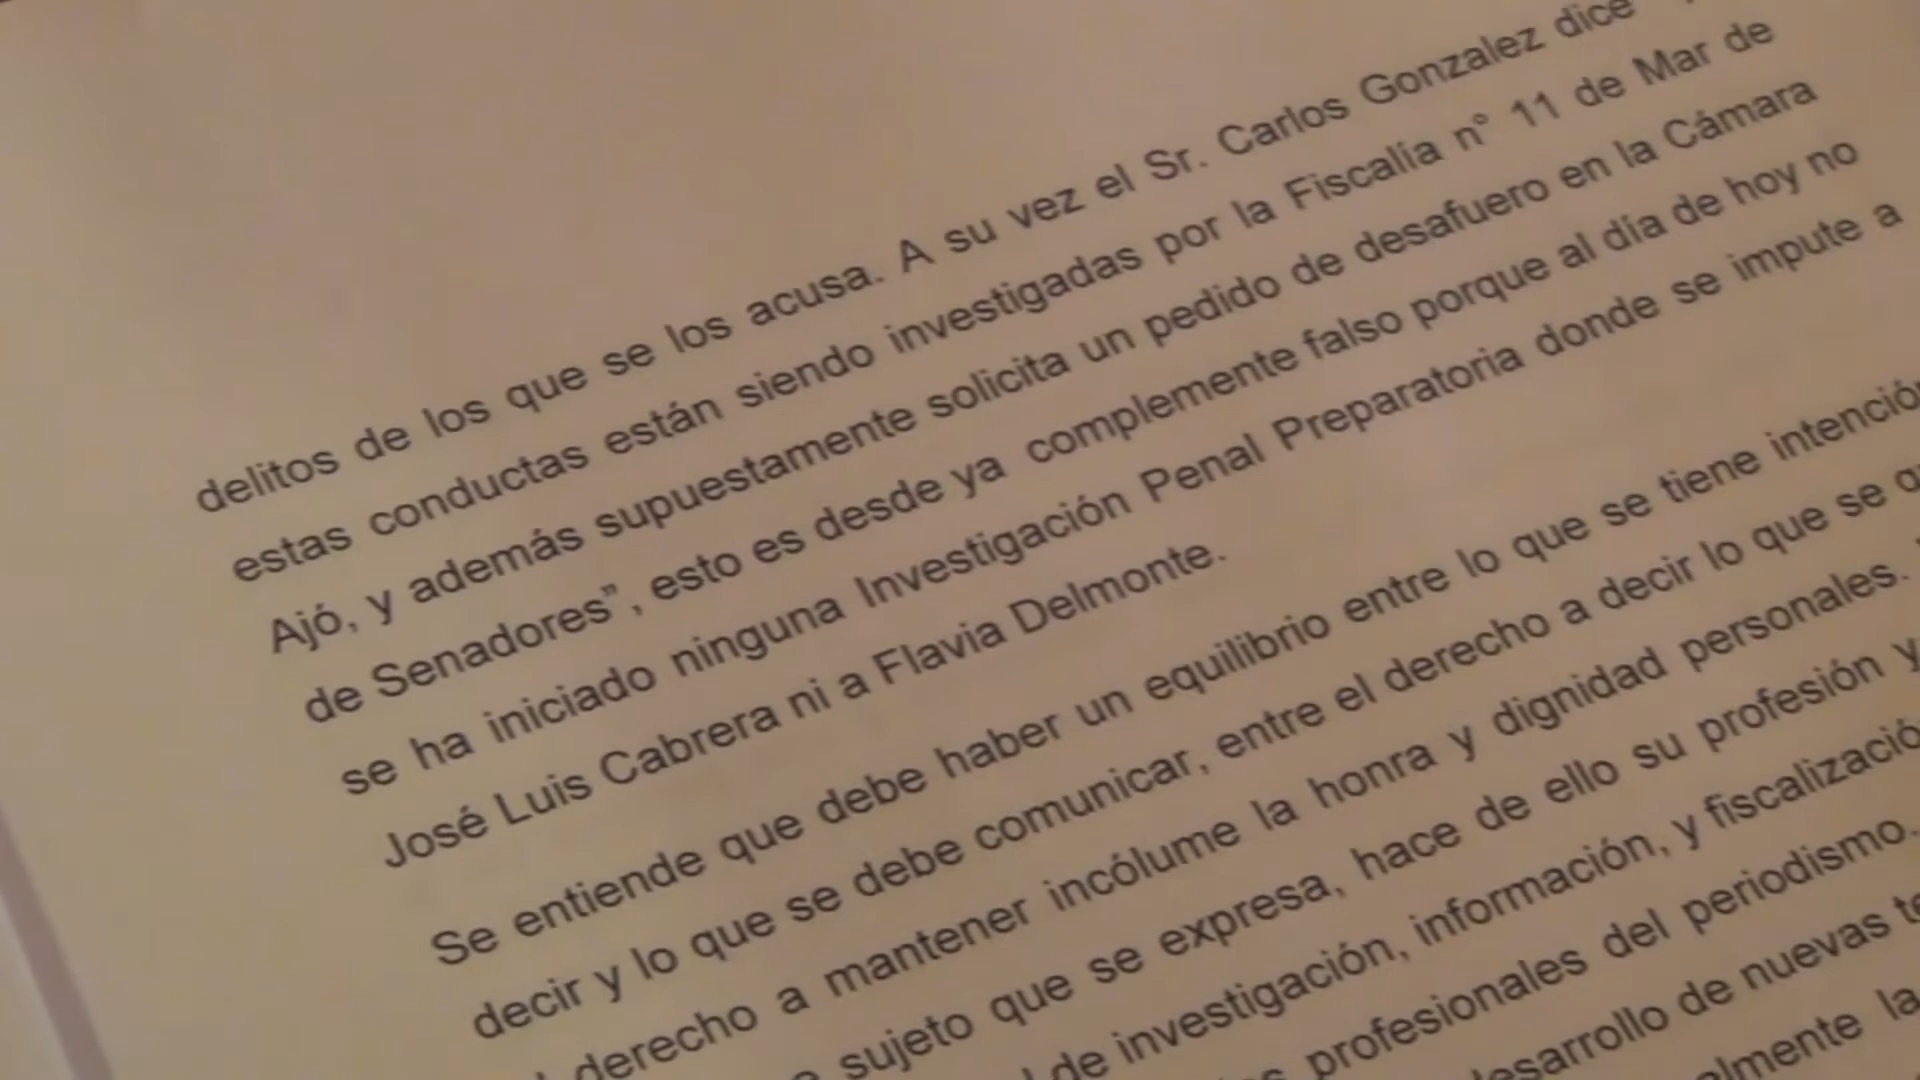 delitos de los que se los acusa. A su vez el Sr. Carlos Gonzalez dice
estas conductas están siendo investigadas por la Fiscalía n° 11 de Mar de
Ajó, y además supuestamente solicita un pedido de desafuero en la Cámara
de Senadores”, esto es desde ya complemente falso porque al día de hoy no
se ha iniciado ninguna Investigación Penal Preparatoria donde se impute a
José Luis Cabrera ni a Flavia Delmonte.
Se entiende que debe haber un equilibrio entre lo que se tiene intención
decir y lo que se debe comunicar, entre el derecho a decir lo que se
derecho a mantener incólume la honra y dignidad personales.
sujeto que se expresa, hace de ello su profesión y
de investigación, información, y fiscalizació
profesionales del periodismo.
desarrollo de nuevas
la